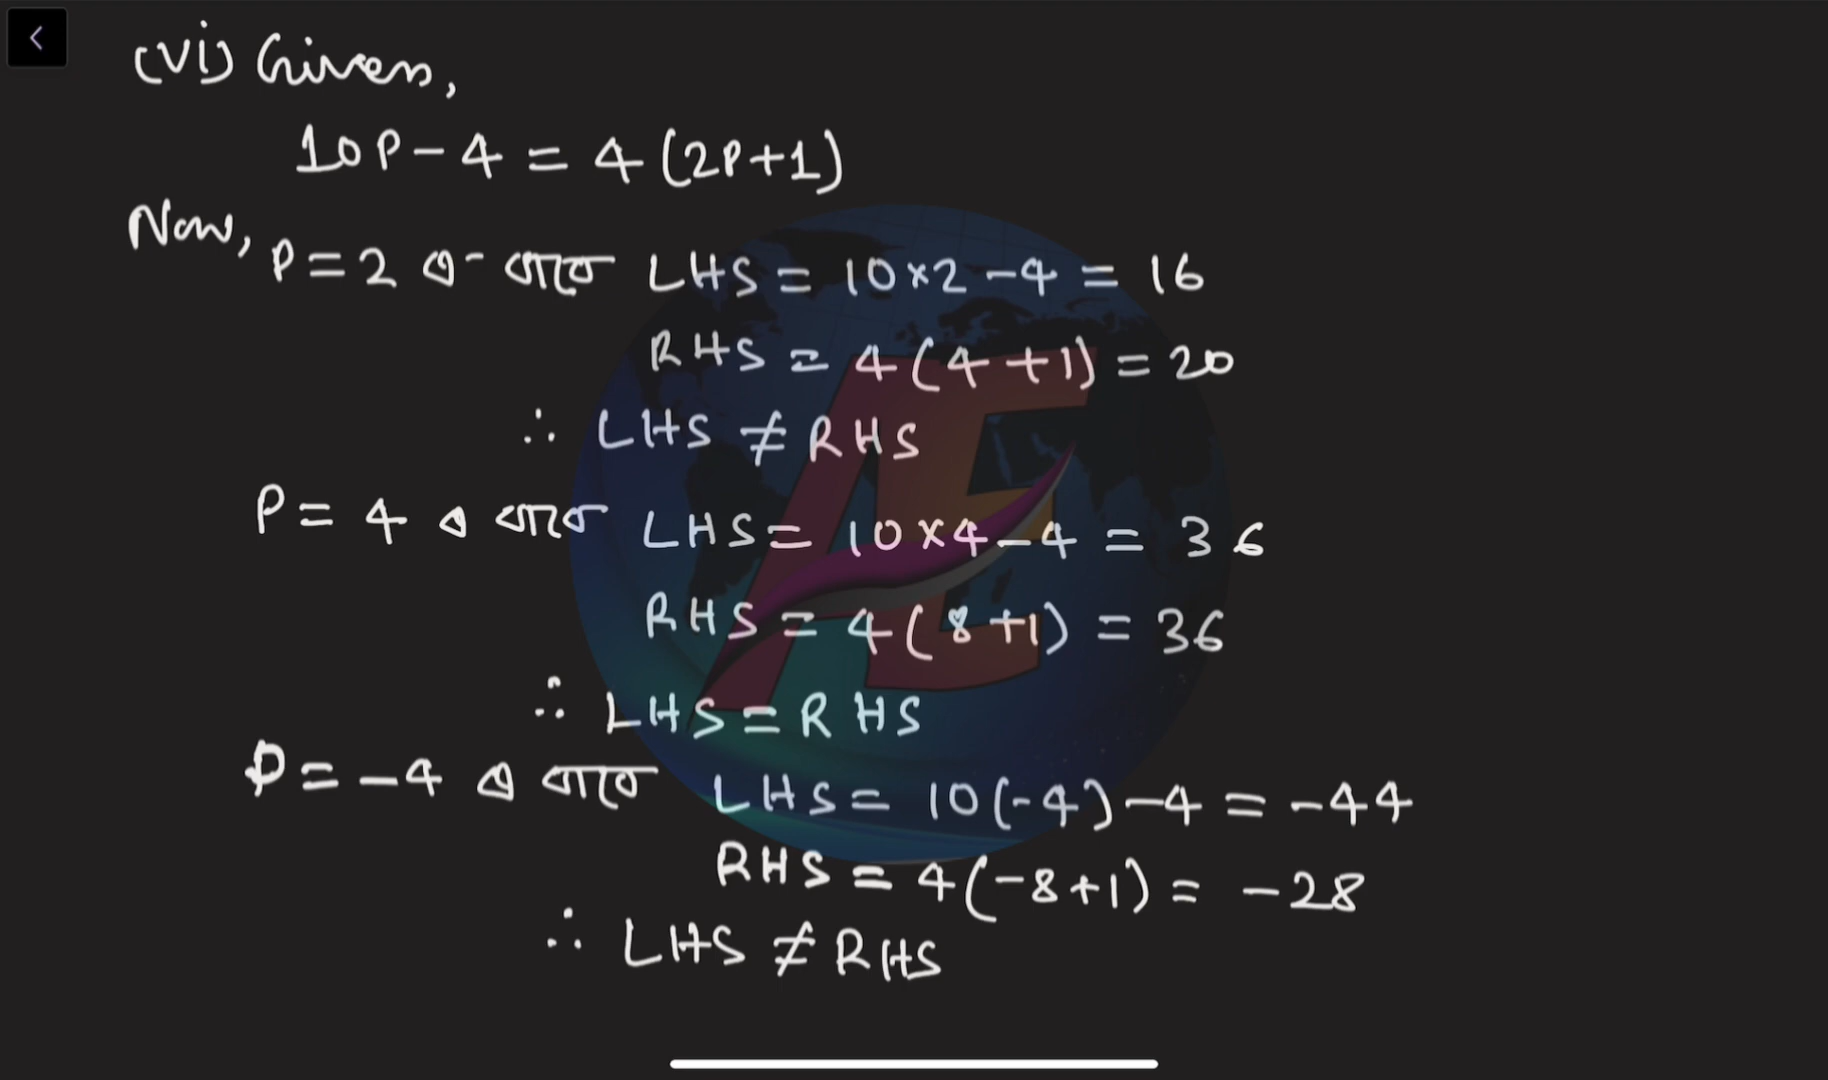 (vi) Given,
10P-4 = 4(2P+1)
Now, P=2 এ LHS = 10×2-4 = 16
RHS = 4(4+1) = 20
∴ LHS ≠ RHS
P=4 এ LHS = 10×4-4 = 36
RHS = 4(8+1) = 36
∴ LHS = RHS
P=-4 এ LHS = 10(-4)-4 = -44
RHS = 4(-8+1) = -28
∴ LHS ≠ RHS